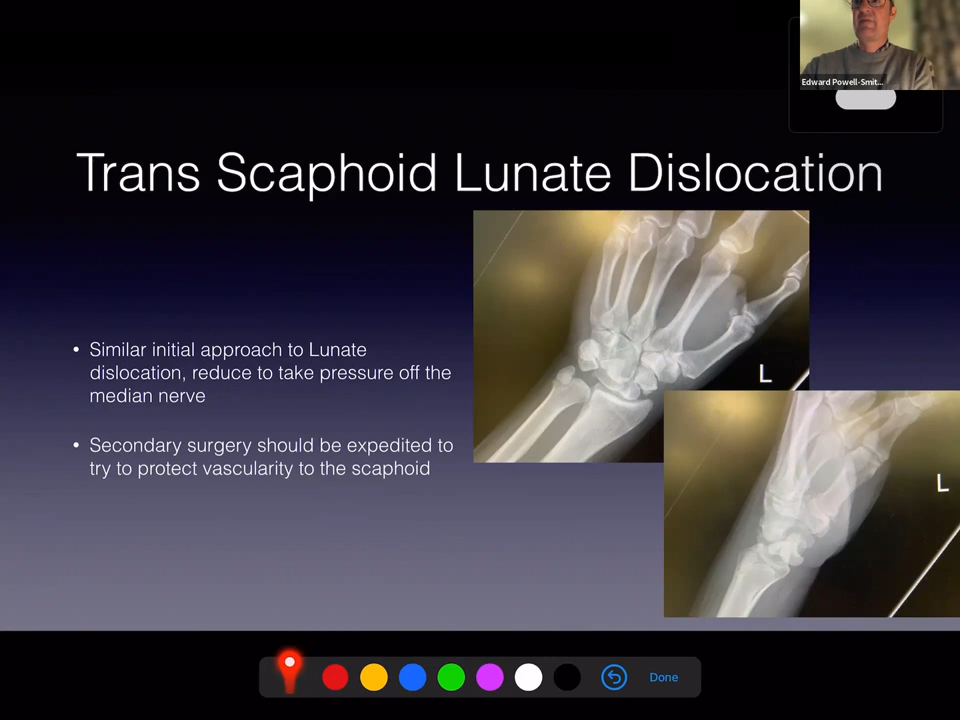 Edward Powell-Smit...
Trans Scaphoid Lunate Dislocation
• Similar initial approach to Lunate
dislocation, reduce to take pressure off the
median nerve
• Secondary surgery should be expedited to
try to protect vascularity to the scaphoid
L
L
Done